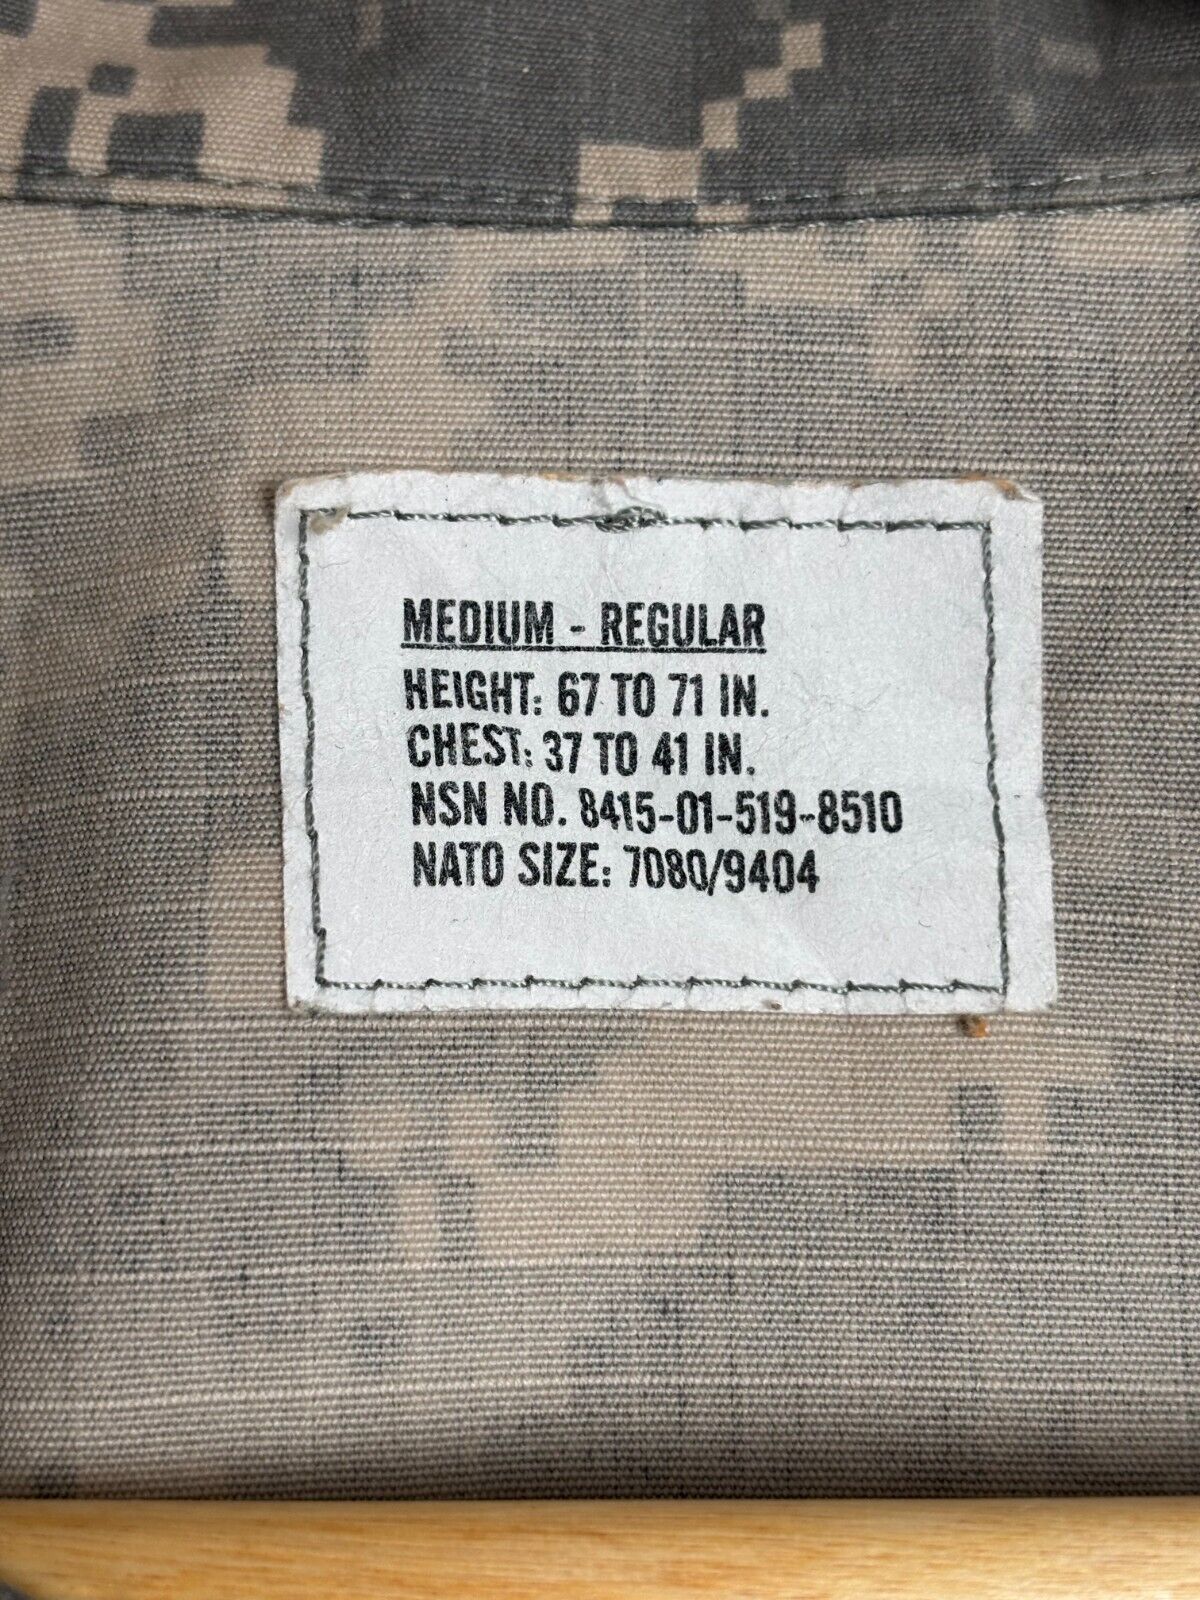 MEDIUM - REGULAR
HEIGHT: 67 TO 71 IN.
CHEST: 37 TO 41 IN.
NSN NO. 8415-01-519-8510
NATO SIZE: 7080/9404